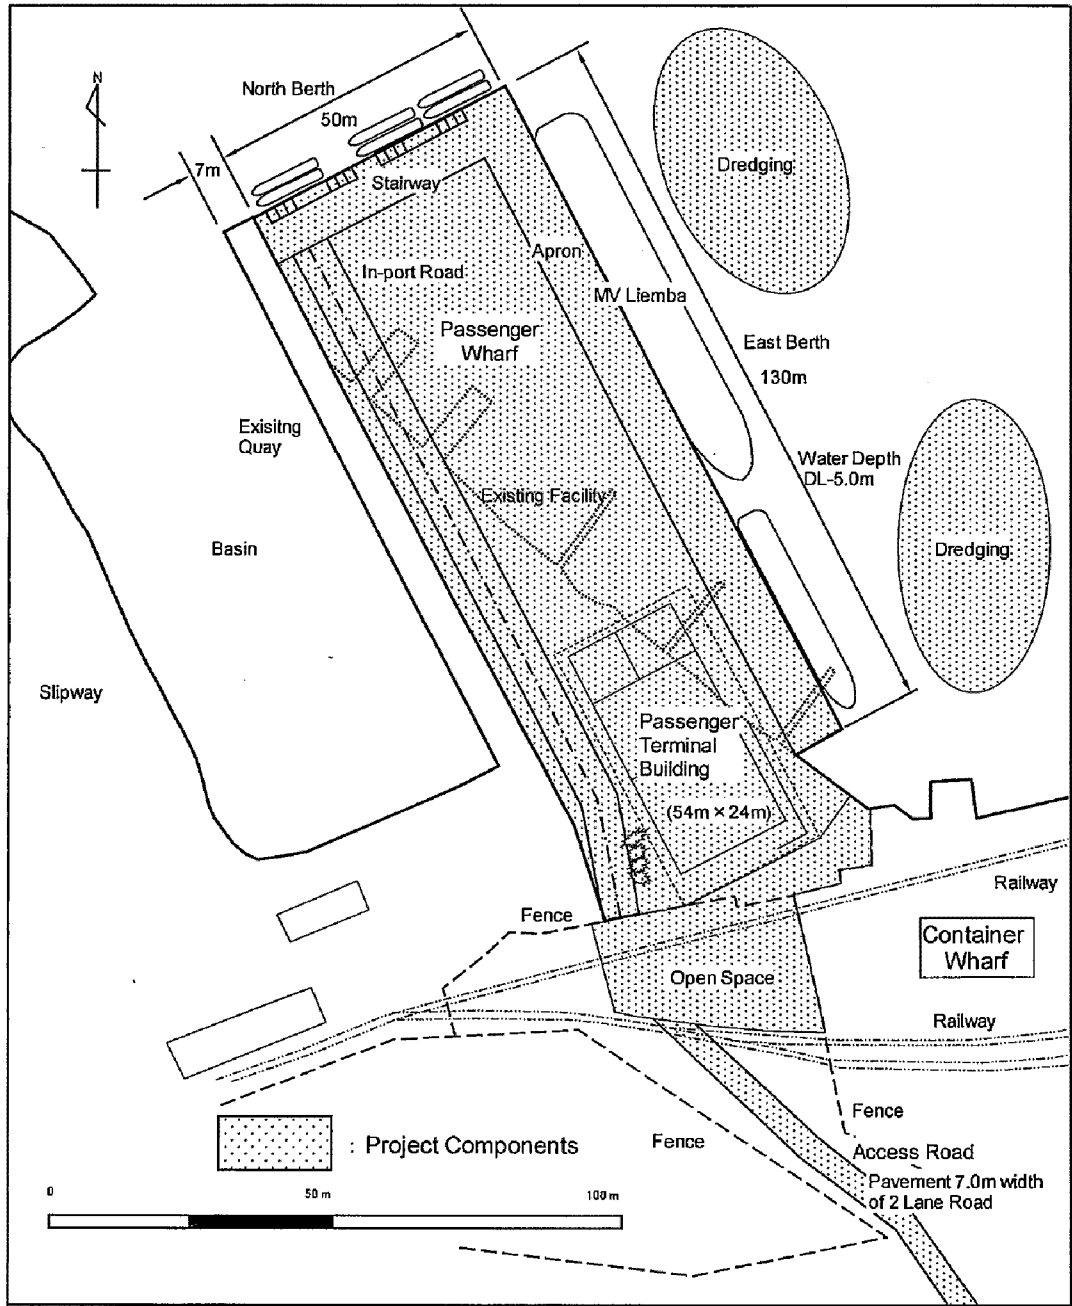 N
North Berth
50m
7m
Stairway
Dredging
Apron
In-port Road
MV Liemba
Passenger
Wharf
East Berth
130m
Exisitng
Quay
Water Depth
DL-5.0m
Existing Facility
Basin
Dredging
Slipway
Passenger
Terminal
Building
(54m × 24m)
Railway
Fence
Container
Wharf
Open Space
Railway
Fence
: Project Components
Fence
Access Road
Pavement 7.0m width
of 2 Lane Road
0
50 m
100 m